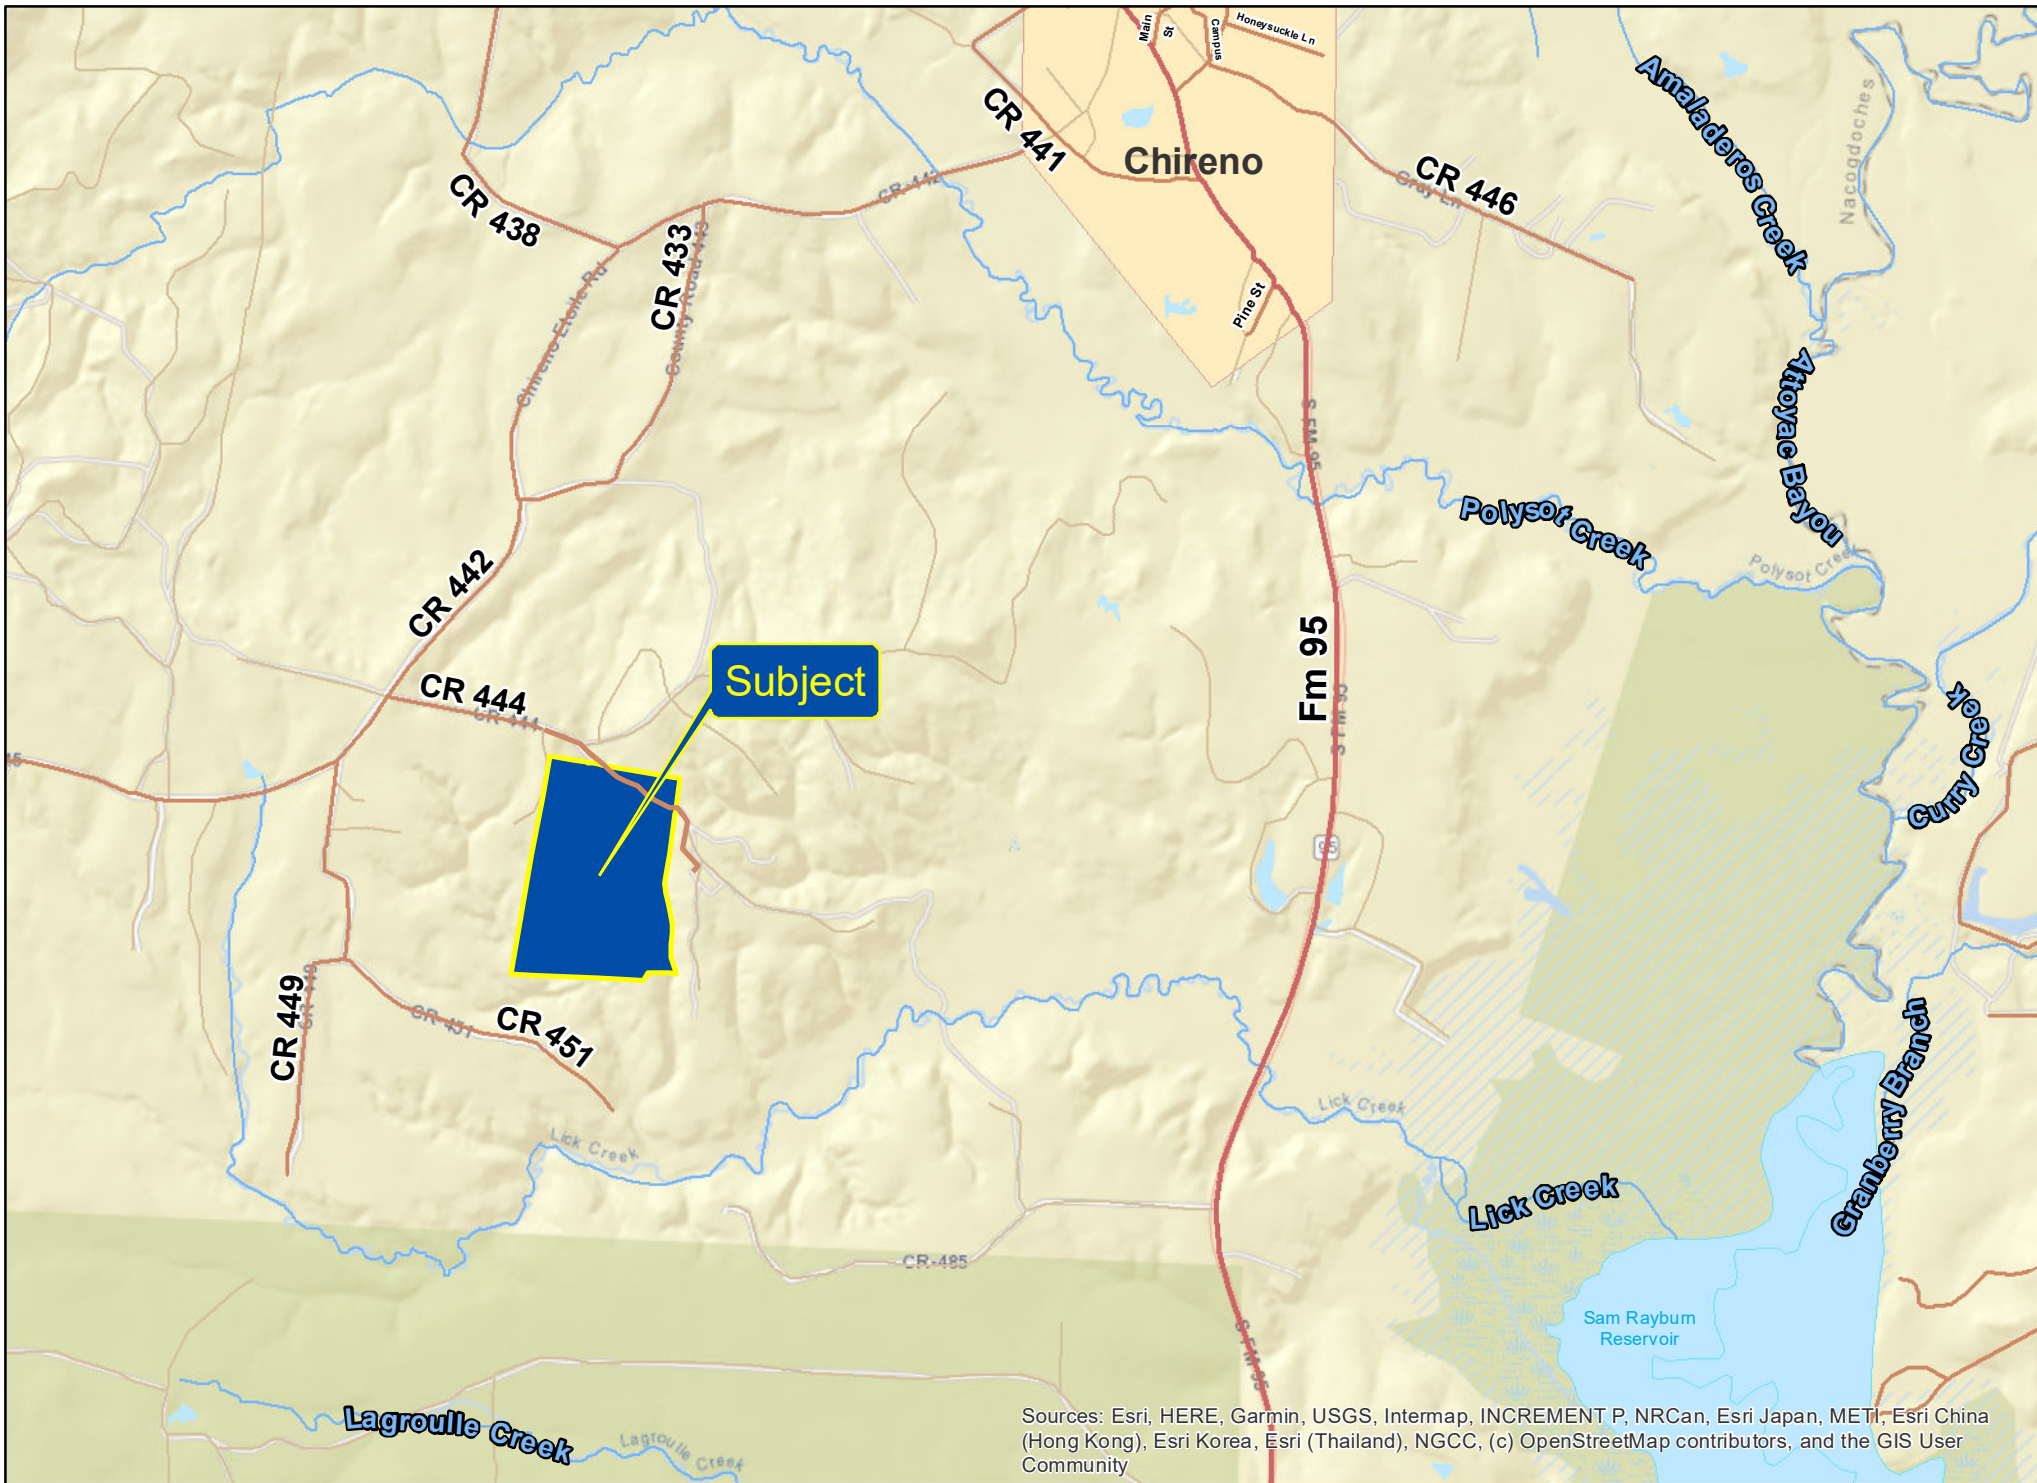 Main
St
Campus
Honeysuckle Ln
Amaladeros Creek
Nacogdoches
CR 441
Chireno
CR 446
Gray Ln
CR-442
CR 438
CR 433
County Road 443
Chireno Etoile Rd
Pine St
Attoyac Bayou
S FM 95
Polysot Creek
Polysot Creek
CR 442
Fm 95
S FM 95
Subject
CR 444
CR-444
Curry Creek
95
CR 449
CR 449
CR-451
CR 451
Granberry Branch
Lick Creek
Lick Creek
Lick Creek
CR-485
Sam Rayburn
Reservoir
S FM 95
Lagroulle Creek
Lagroulle Creek
Sources: Esri, HERE, Garmin, USGS, Intermap, INCREMENT P, NRCan, Esri Japan, METI, Esri China
(Hong Kong), Esri Korea, Esri (Thailand), NGCC, (c) OpenStreetMap contributors, and the GIS User
Community